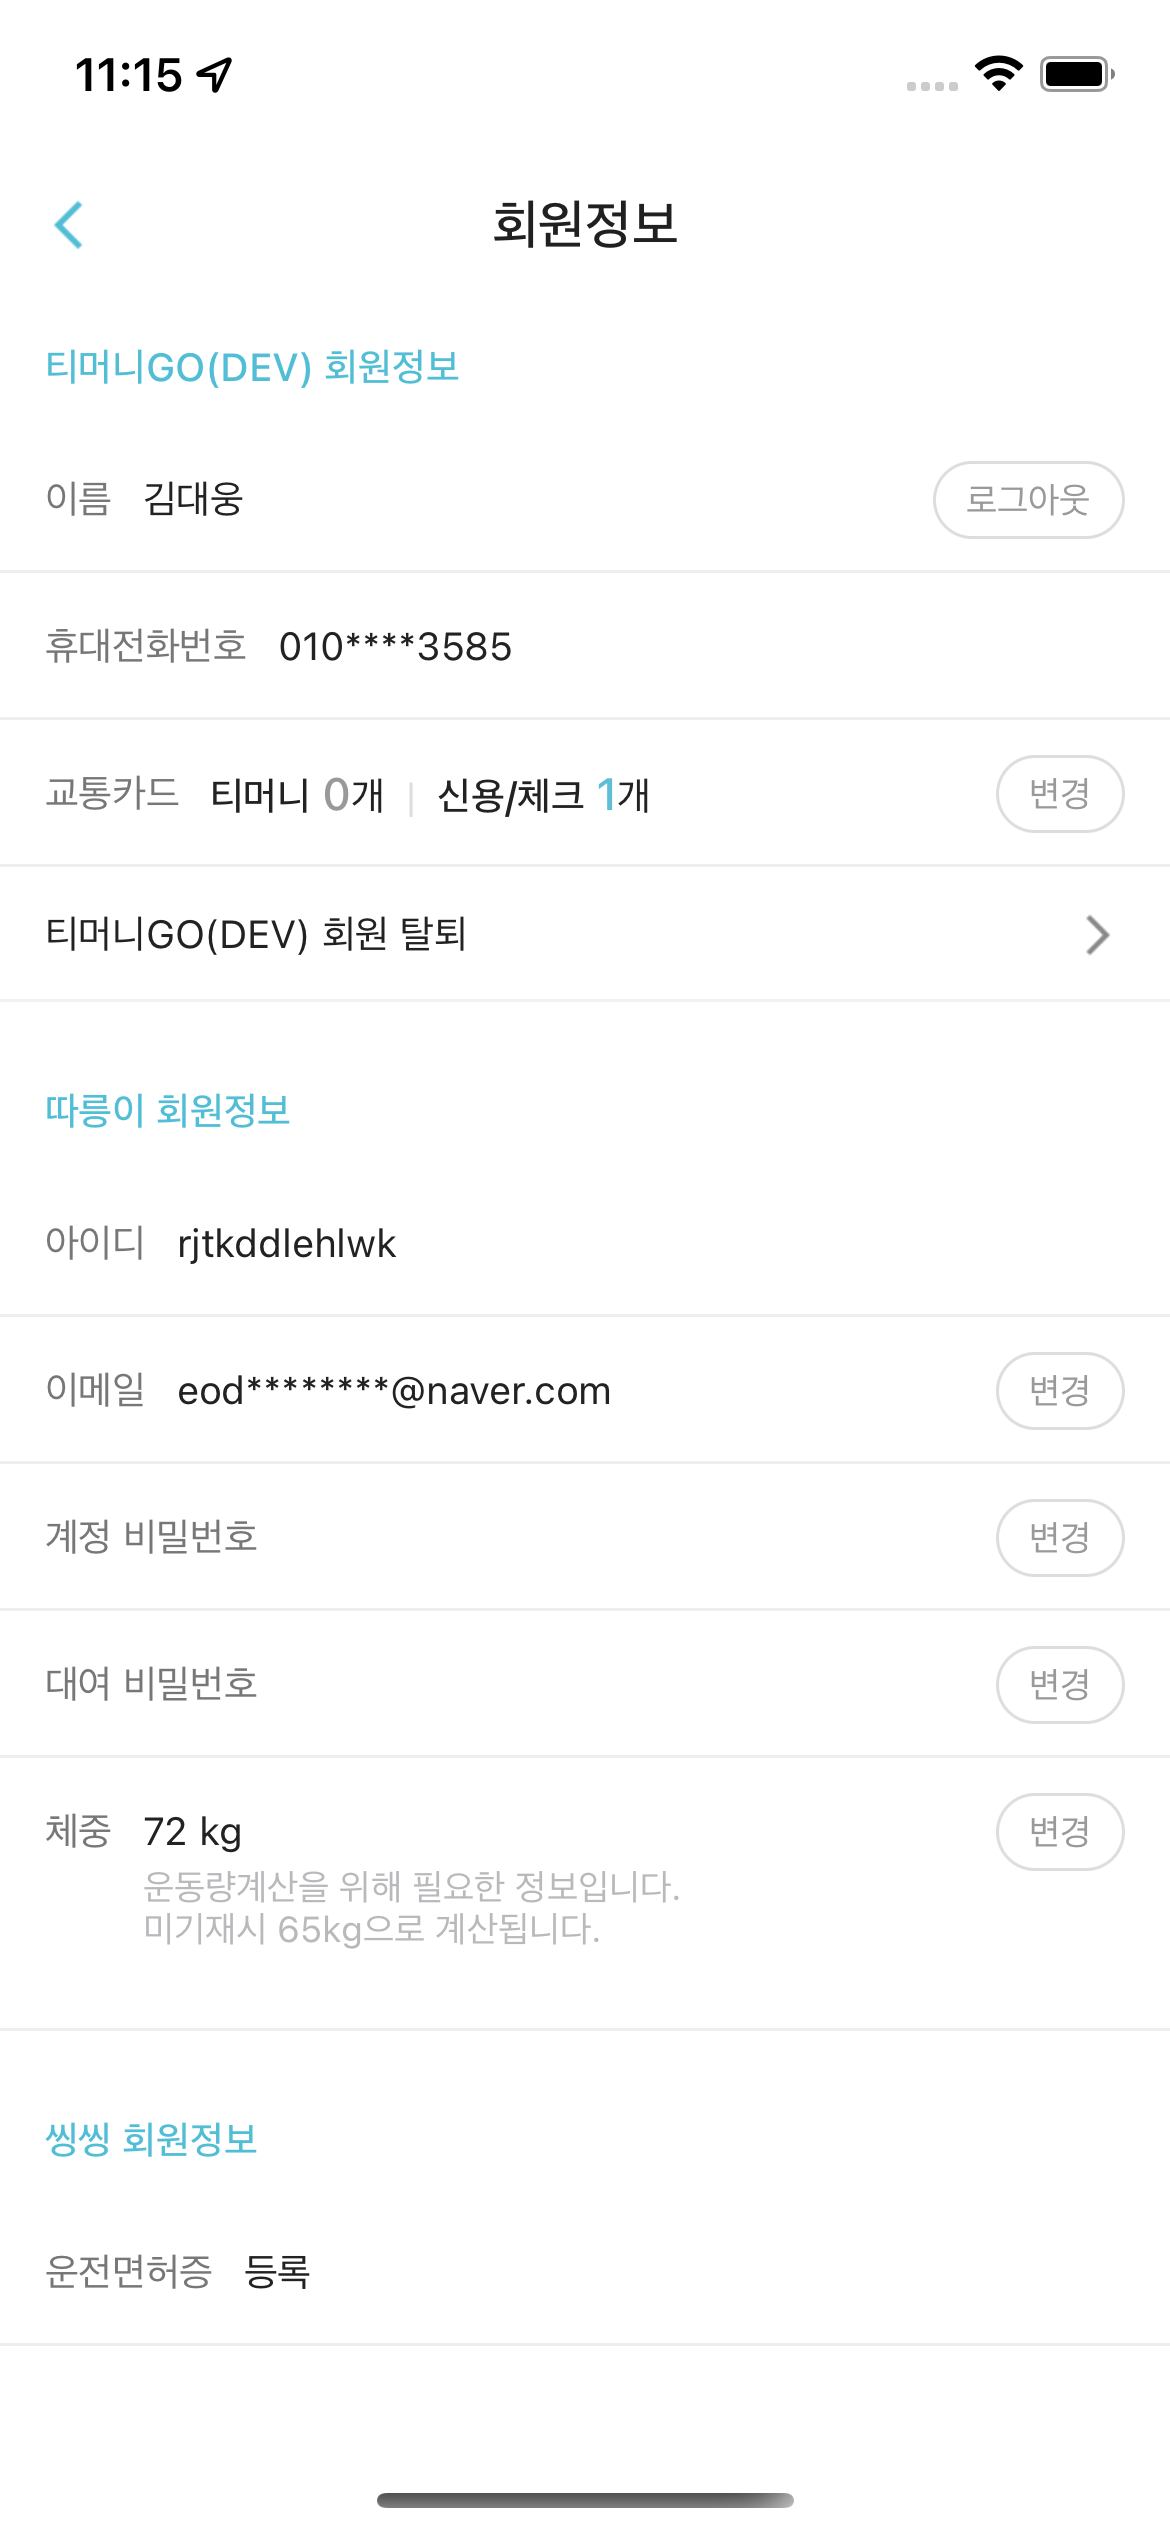 11:15
회원정보
티머니GO(DEV) 회원정보
이름 김대웅 로그아웃
휴대전화번호 010****3585
교통카드 티머니 0개 | 신용/체크 1개 변경
티머니GO(DEV) 회원 탈퇴
따릉이 회원정보
아이디 rjtkddlehlwk
이메일 eod********@naver.com 변경
계정 비밀번호 변경
대여 비밀번호 변경
체중 72 kg 변경
운동량계산을 위해 필요한 정보입니다.
미기재시 65kg으로 계산됩니다.
씽씽 회원정보
운전면허증 등록